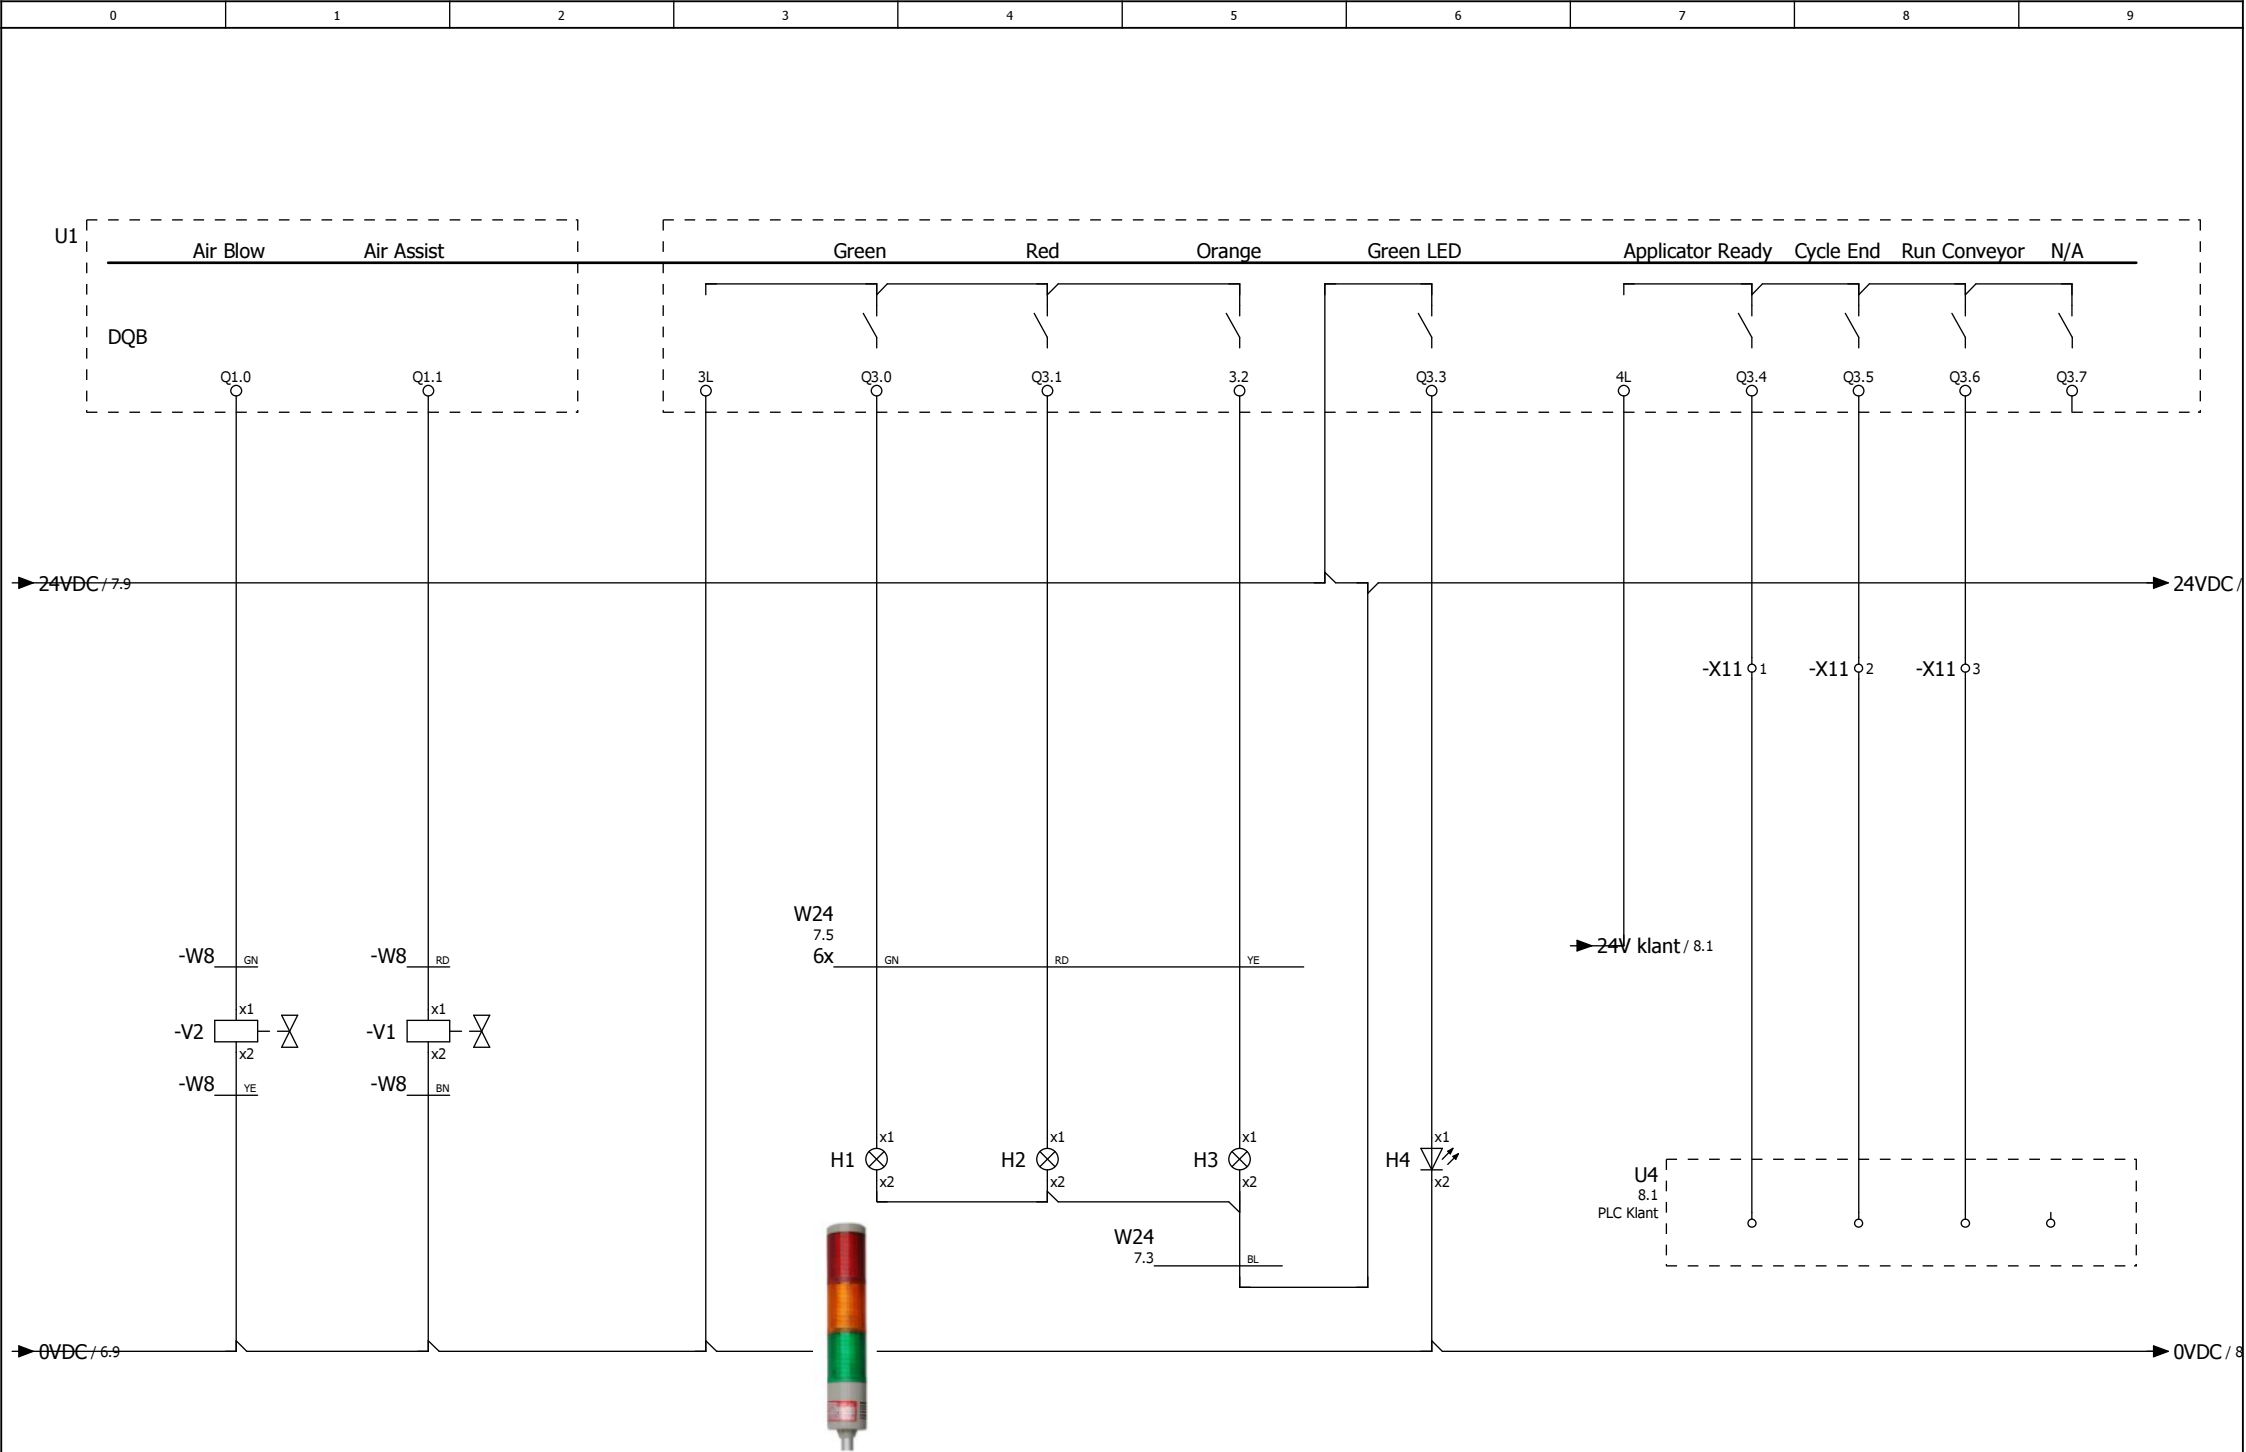 0 1 2 3 4 5 6 7 8 9
U1
Air Blow Air Assist Green Red Orange Green LED Applicator Ready Cycle End Run Conveyor N/A
DQB
Q1.0 Q1.1 3L Q3.0 Q3.1 3.2 Q3.3 4L Q3.4 Q3.5 Q3.6 Q3.7
24VDC / 7.9 24VDC /
-X11 1 -X11 2 -X11 3
W24
7.5
6x
24V klant / 8.1
-W8 GN -W8 RD GN RD YE
x1 x1
-V2 -V1
x2 x2
-W8 YE -W8 BN
x1 x1 x1 x1
H1 H2 H3 H4
x2 x2 x2 x2
U4
8.1
PLC Klant
W24
7.3 BL
0VDC / 6.9 0VDC / 8